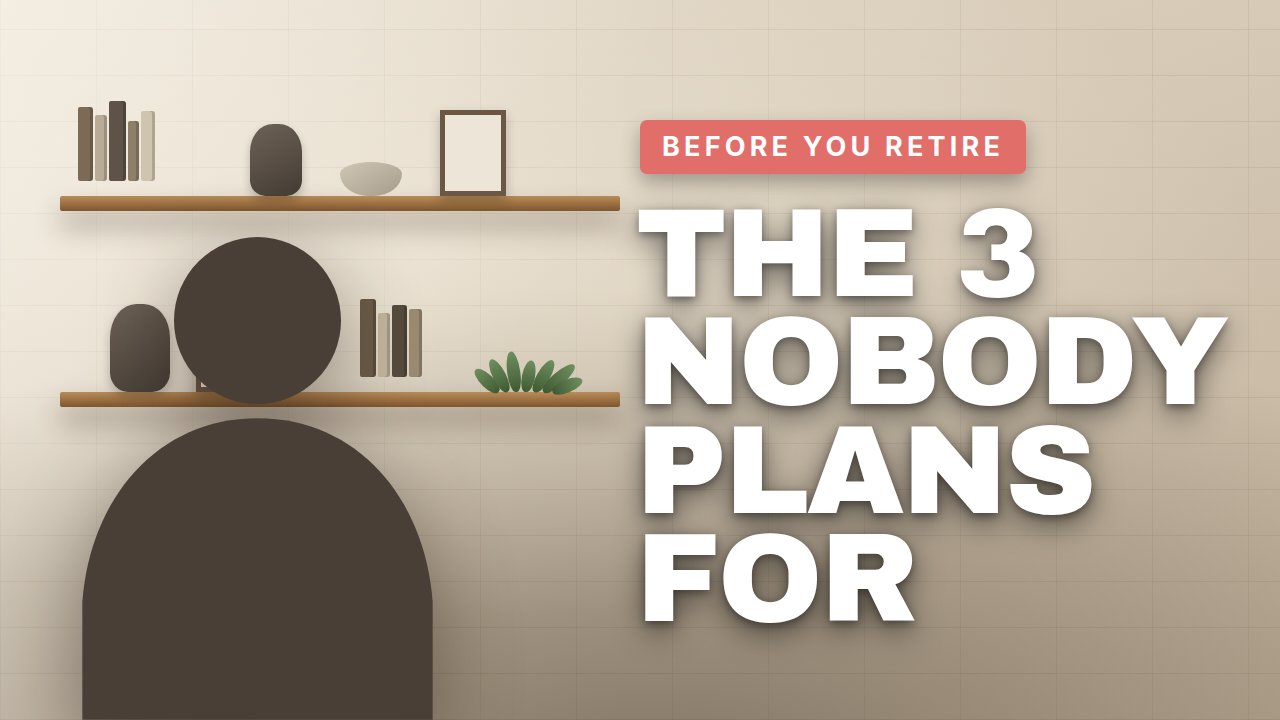 BEFORE YOU RETIRE
THE 3
NOBODY
PLANS
FOR